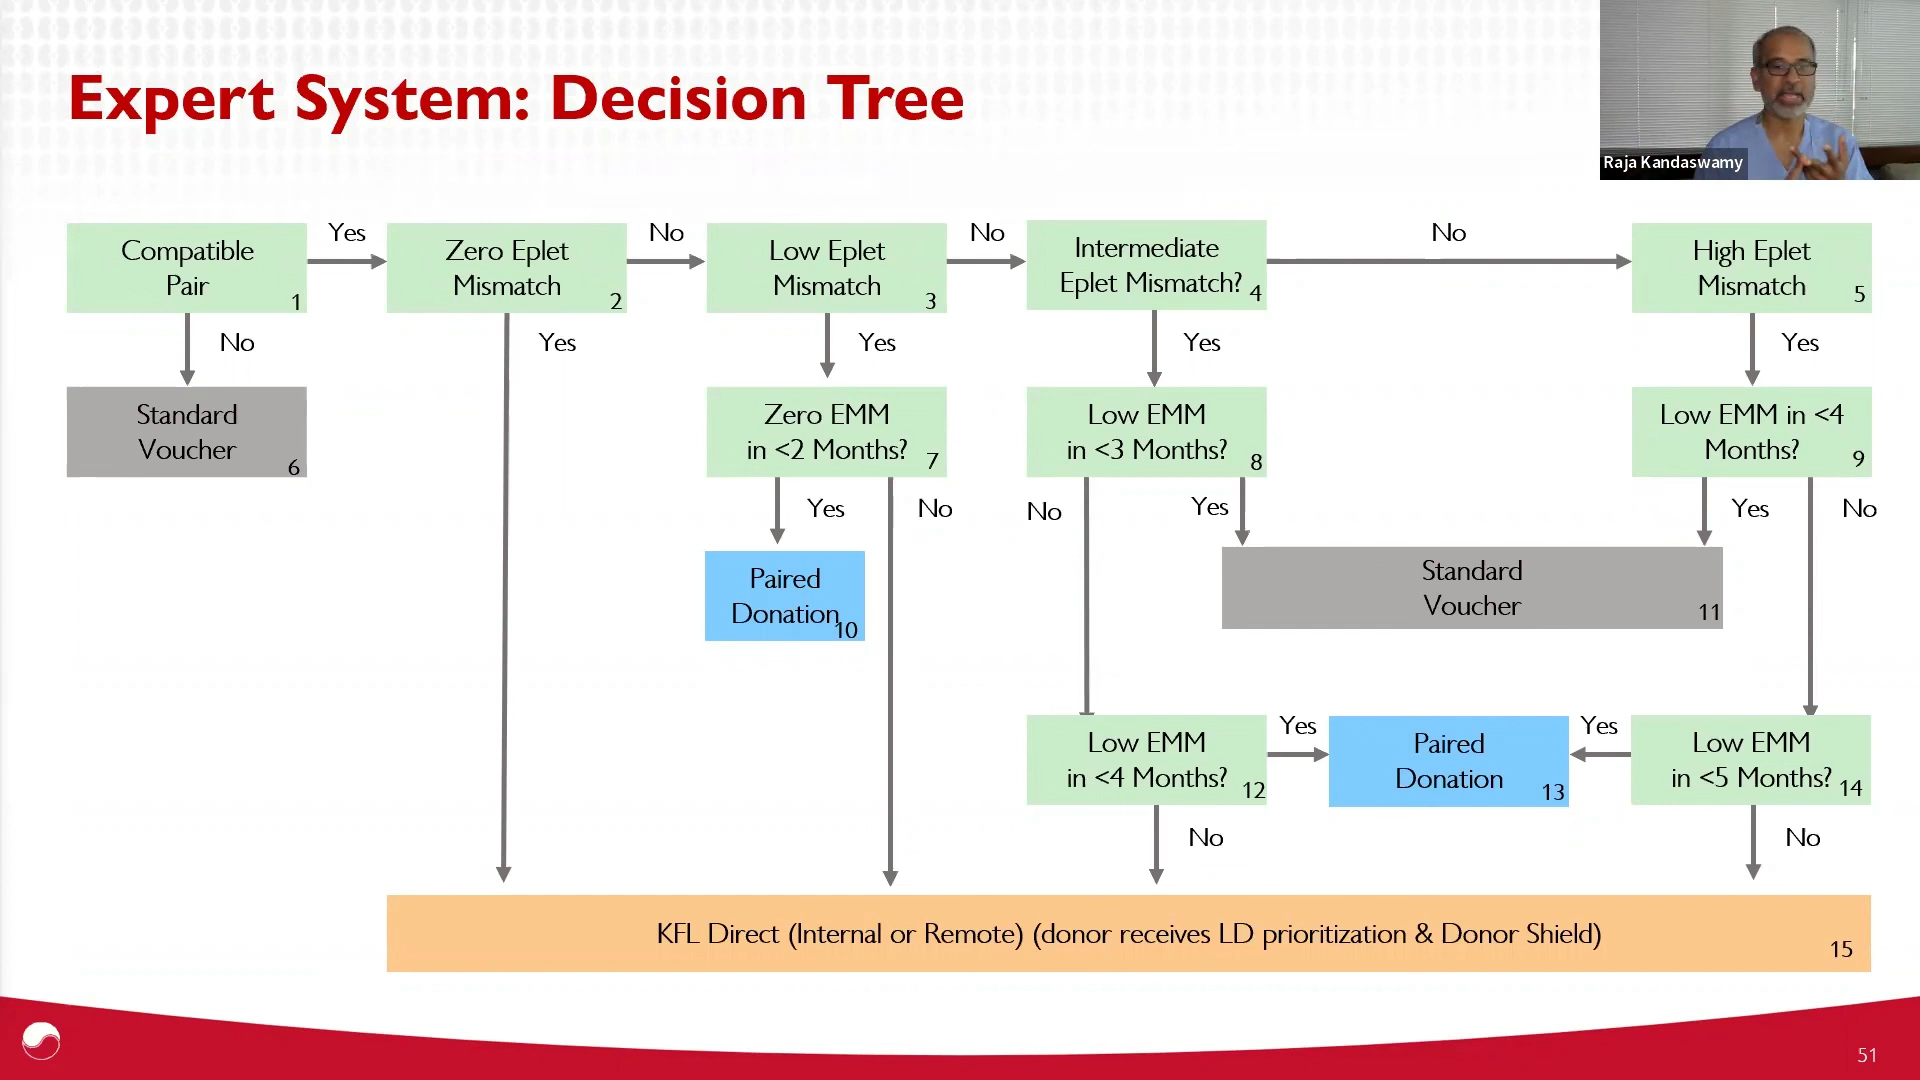 Expert System: Decision Tree
Raja Kandaswamy
Compatible
Pair
1
Yes
Zero Eplet
Mismatch
2
No
Low Eplet
Mismatch
3
No
Intermediate
Eplet Mismatch?
4
No
High Eplet
Mismatch
5
No
Yes
Yes
Yes
Yes
Standard
Voucher
6
Zero EMM
in <2 Months?
7
Low EMM
in <3 Months?
8
Low EMM in <4
Months?
9
Yes
No
No
Yes
Yes
No
Paired
Donation
10
Standard
Voucher
11
Low EMM
in <4 Months?
12
Yes
Paired
Donation
13
Yes
Low EMM
in <5 Months?
14
No
No
KFL Direct (Internal or Remote) (donor receives LD prioritization & Donor Shield)
15
51